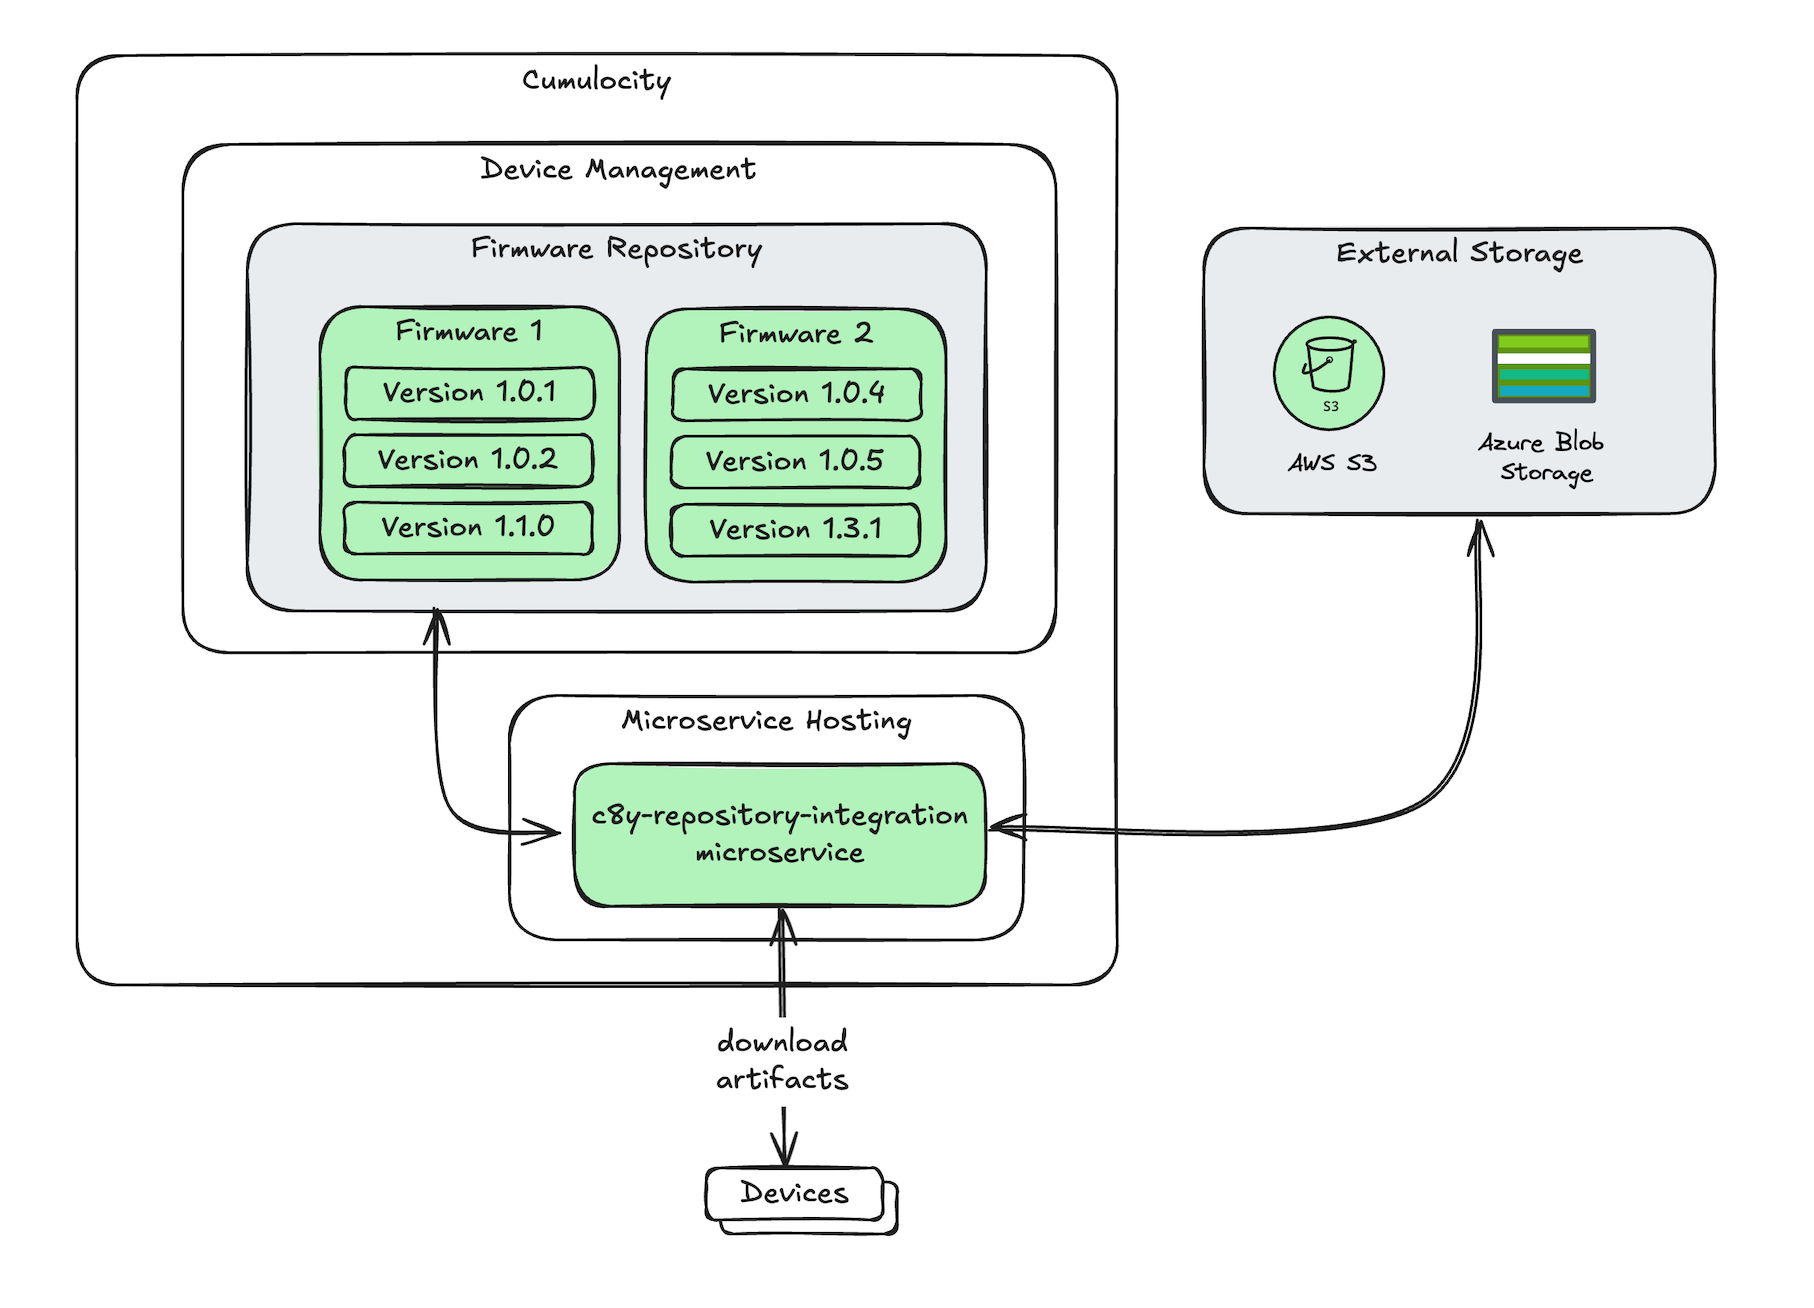 Cumulocity
Device Management
Firmware Repository
Firmware 1
Version 1.0.1
Version 1.0.2
Version 1.1.0
Firmware 2
Version 1.0.4
Version 1.0.5
Version 1.3.1
External Storage
S3
AWS S3
Azure Blob
Storage
Microservice Hosting
c8y-repository-integration
microservice
download
artifacts
Devices